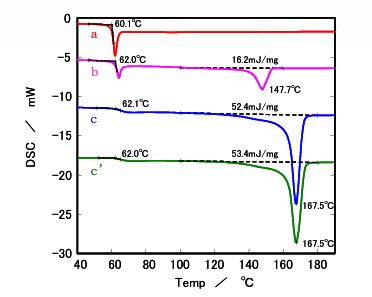 0
60.1℃
a
-5
62.0℃
16.2mJ/mg
b
147.7℃
-10
62.1℃
52.4mJ/mg
c
-15
62.0℃
53.4mJ/mg
c'
-20
167.5℃
-25
167.5℃
-30
DSC / mW
40 60 80 100 120 140 160 180
Temp / ℃